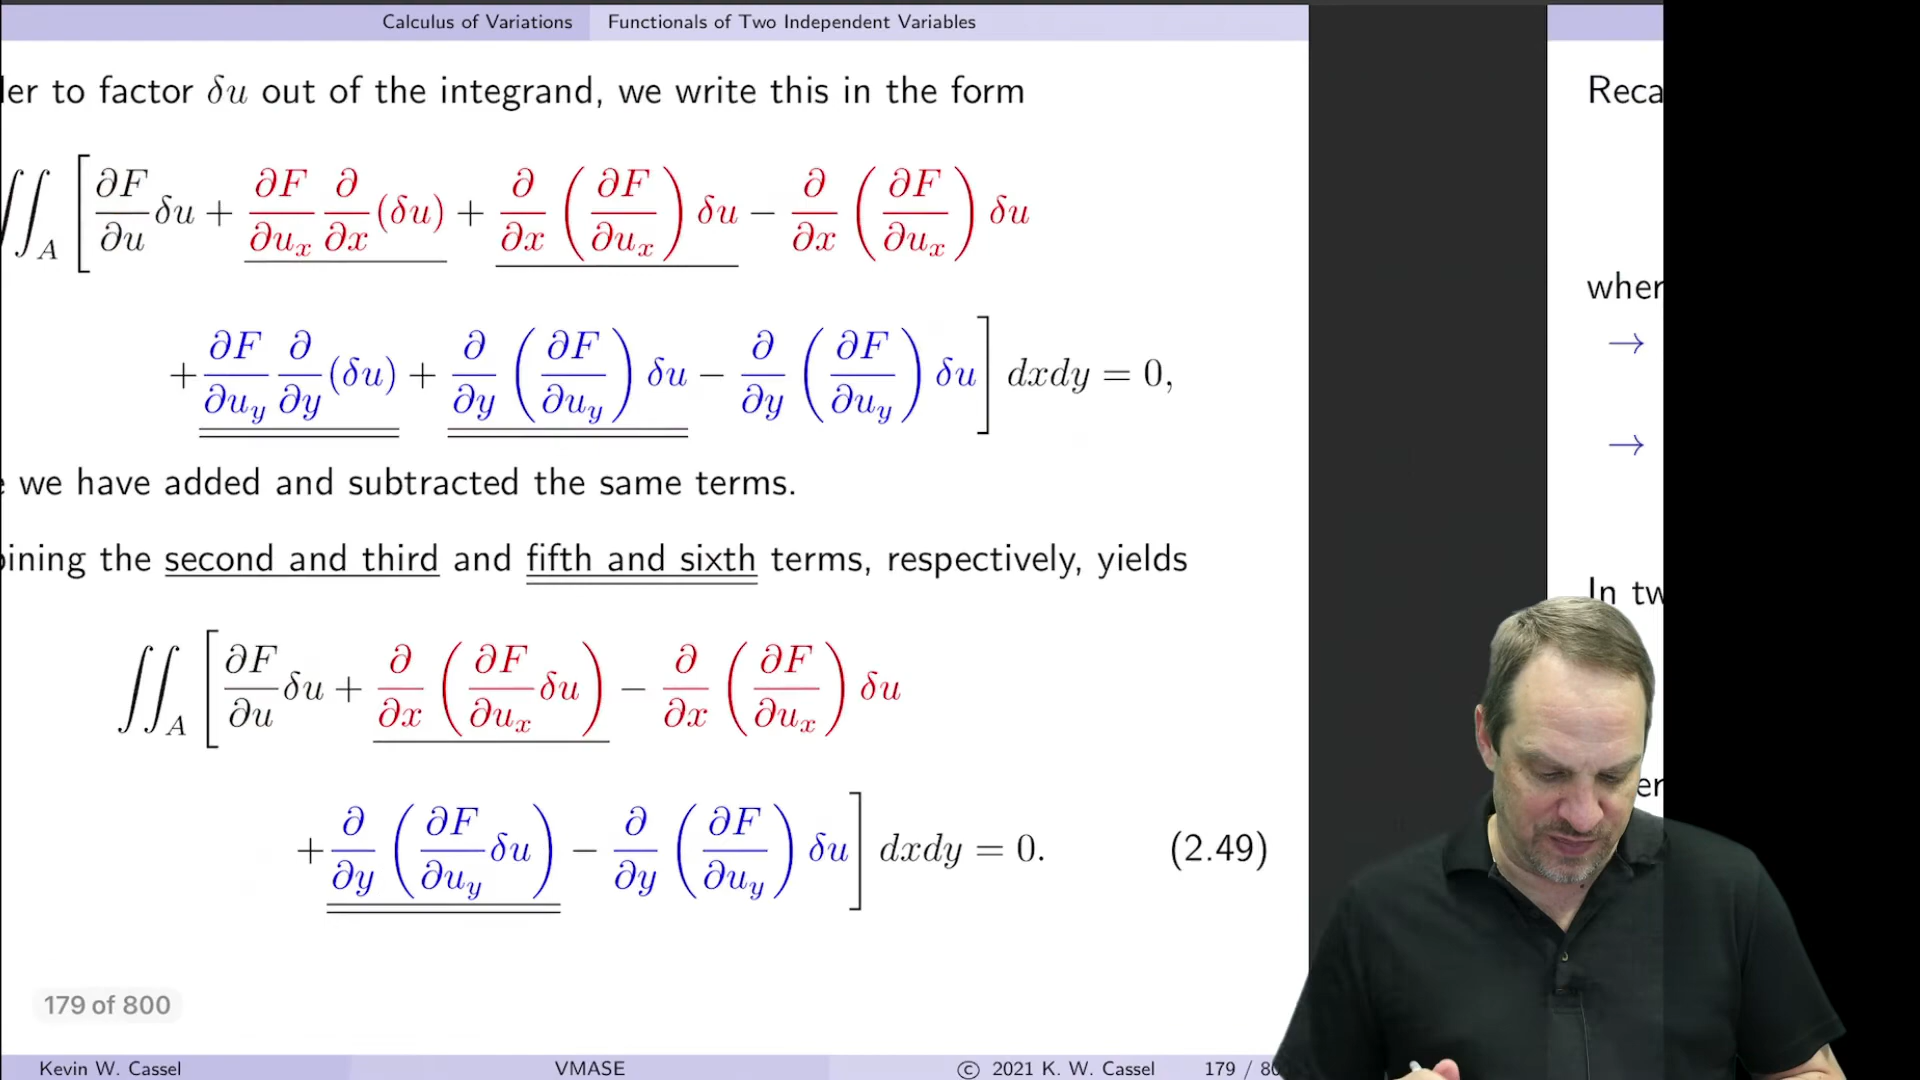 Calculus of Variations Functionals of Two Independent Variables
to factor δu out of the integrand, we write this in the form
∬_A [ ∂F/∂u δu + ∂F/∂u_x ∂/∂x (δu) + ∂/∂x ( ∂F/∂u_x ) δu − ∂/∂x ( ∂F/∂u_x ) δu
+ ∂F/∂u_y ∂/∂y (δu) + ∂/∂y ( ∂F/∂u_y ) δu − ∂/∂y ( ∂F/∂u_y ) δu ] dxdy = 0,
we have added and subtracted the same terms.
ining the second and third and fifth and sixth terms, respectively, yields
∬_A [ ∂F/∂u δu + ∂/∂x ( ∂F/∂u_x δu ) − ∂/∂x ( ∂F/∂u_x ) δu
+ ∂/∂y ( ∂F/∂u_y δu ) − ∂/∂y ( ∂F/∂u_y ) δu ] dxdy = 0. (2.49)
179 of 800
Kevin W. Cassel VMASE © 2021 K. W. Cassel 179 / 80
Reca
wher
→
→
In tw
er